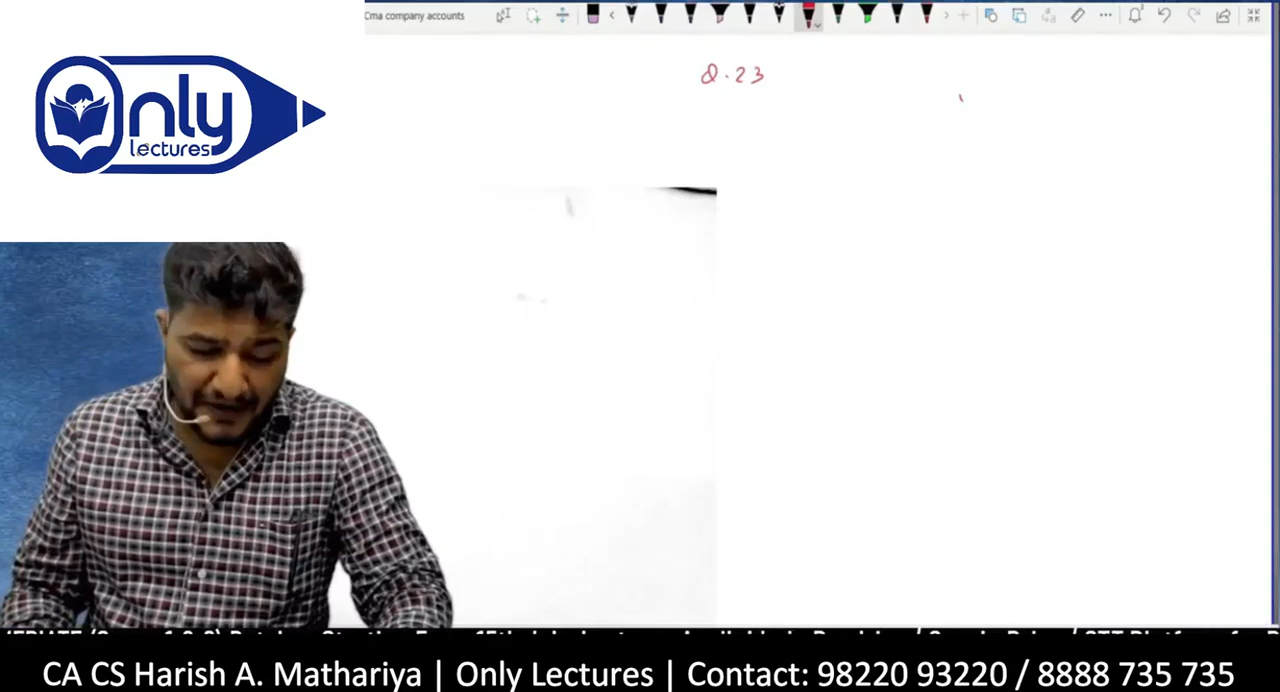 Cma company accounts
Only
lectures
Q.23
CA CS Harish A. Mathariya | Only Lectures | Contact: 98220 93220 / 8888 735 735